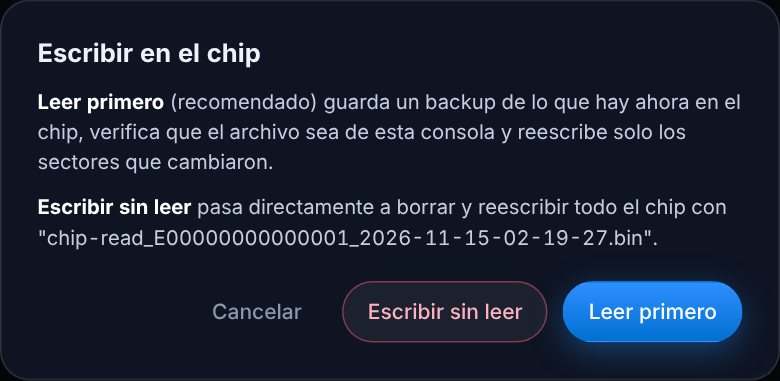 Escribir en el chip
Leer primero (recomendado) guarda un backup de lo que hay ahora en el
chip, verifica que el archivo sea de esta consola y reescribe solo los
sectores que cambiaron.
Escribir sin leer pasa directamente a borrar y reescribir todo el chip con
"chip-read_E00000000000001_2026-11-15-02-19-27.bin".
Cancelar
Escribir sin leer
Leer primero